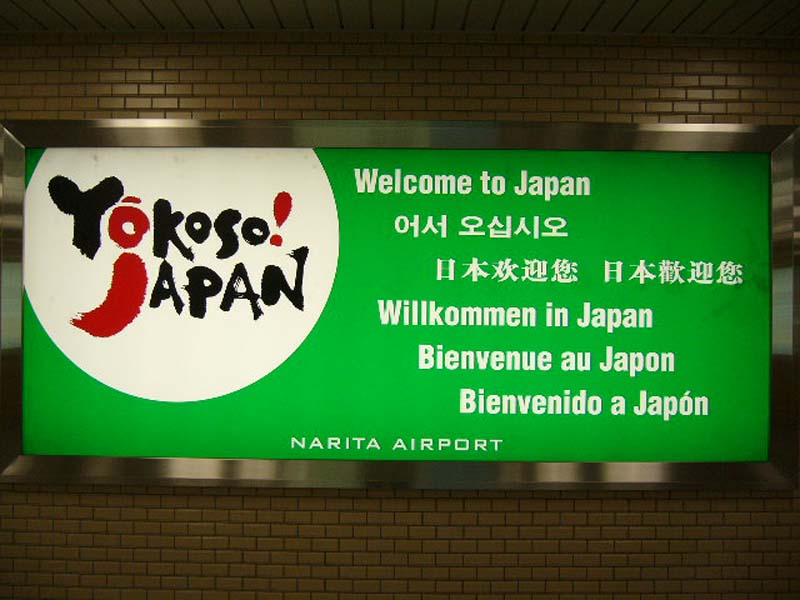 YŌKOSO!
JAPAN
Welcome to Japan
어서 오십시오
日本欢迎您 日本歡迎您
Willkommen in Japan
Bienvenue au Japon
Bienvenido a Japón
NARITA AIRPORT